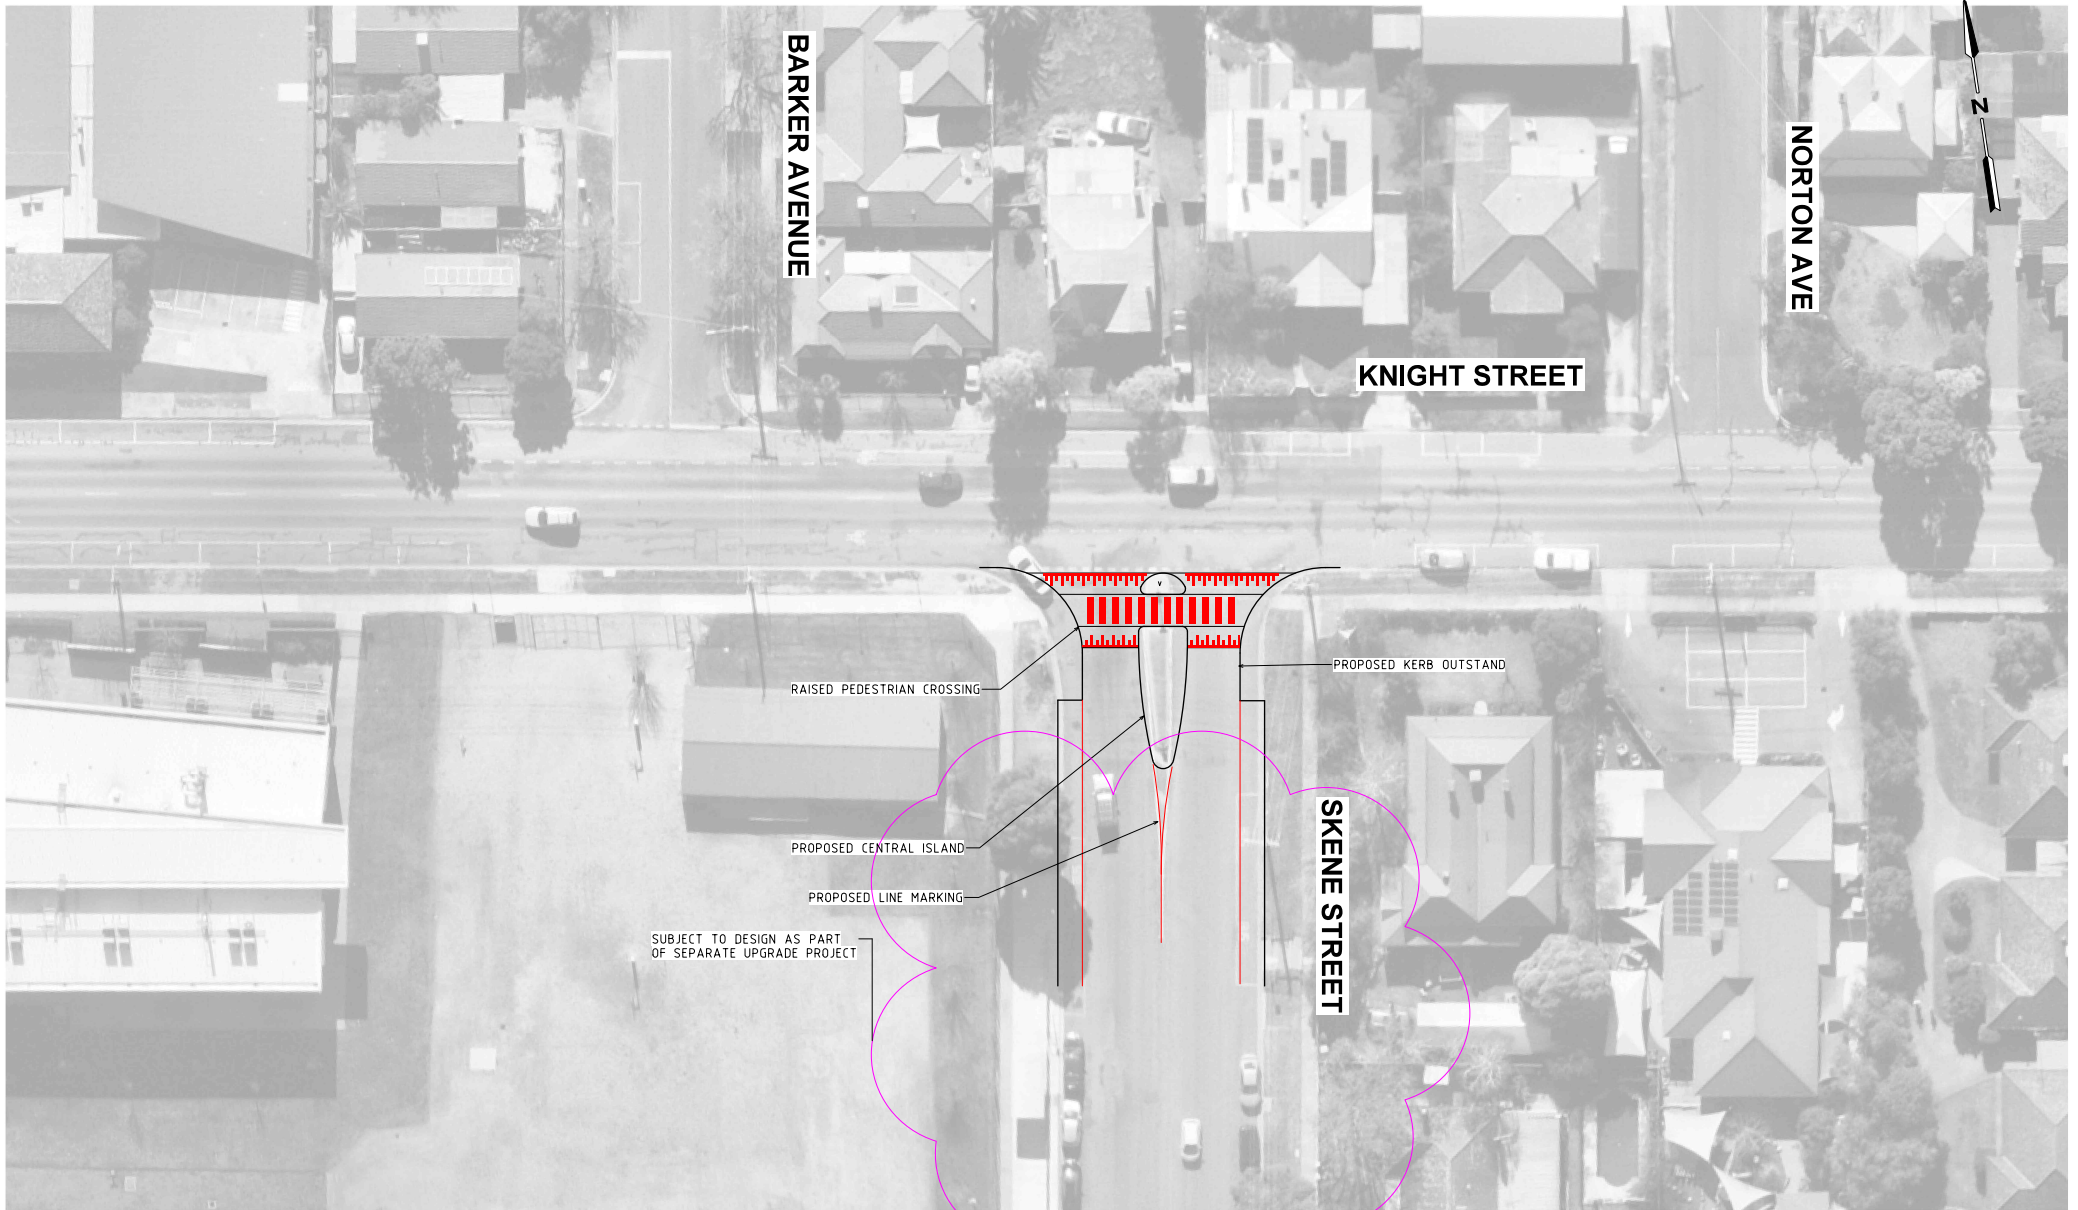 BARKER AVENUE
N
NORTON AVE
KNIGHT STREET
PROPOSED KERB OUTSTAND
RAISED PEDESTRIAN CROSSING
SKENE STREET
PROPOSED CENTRAL ISLAND
PROPOSED LINE MARKING
SUBJECT TO DESIGN AS PART
OF SEPARATE UPGRADE PROJECT